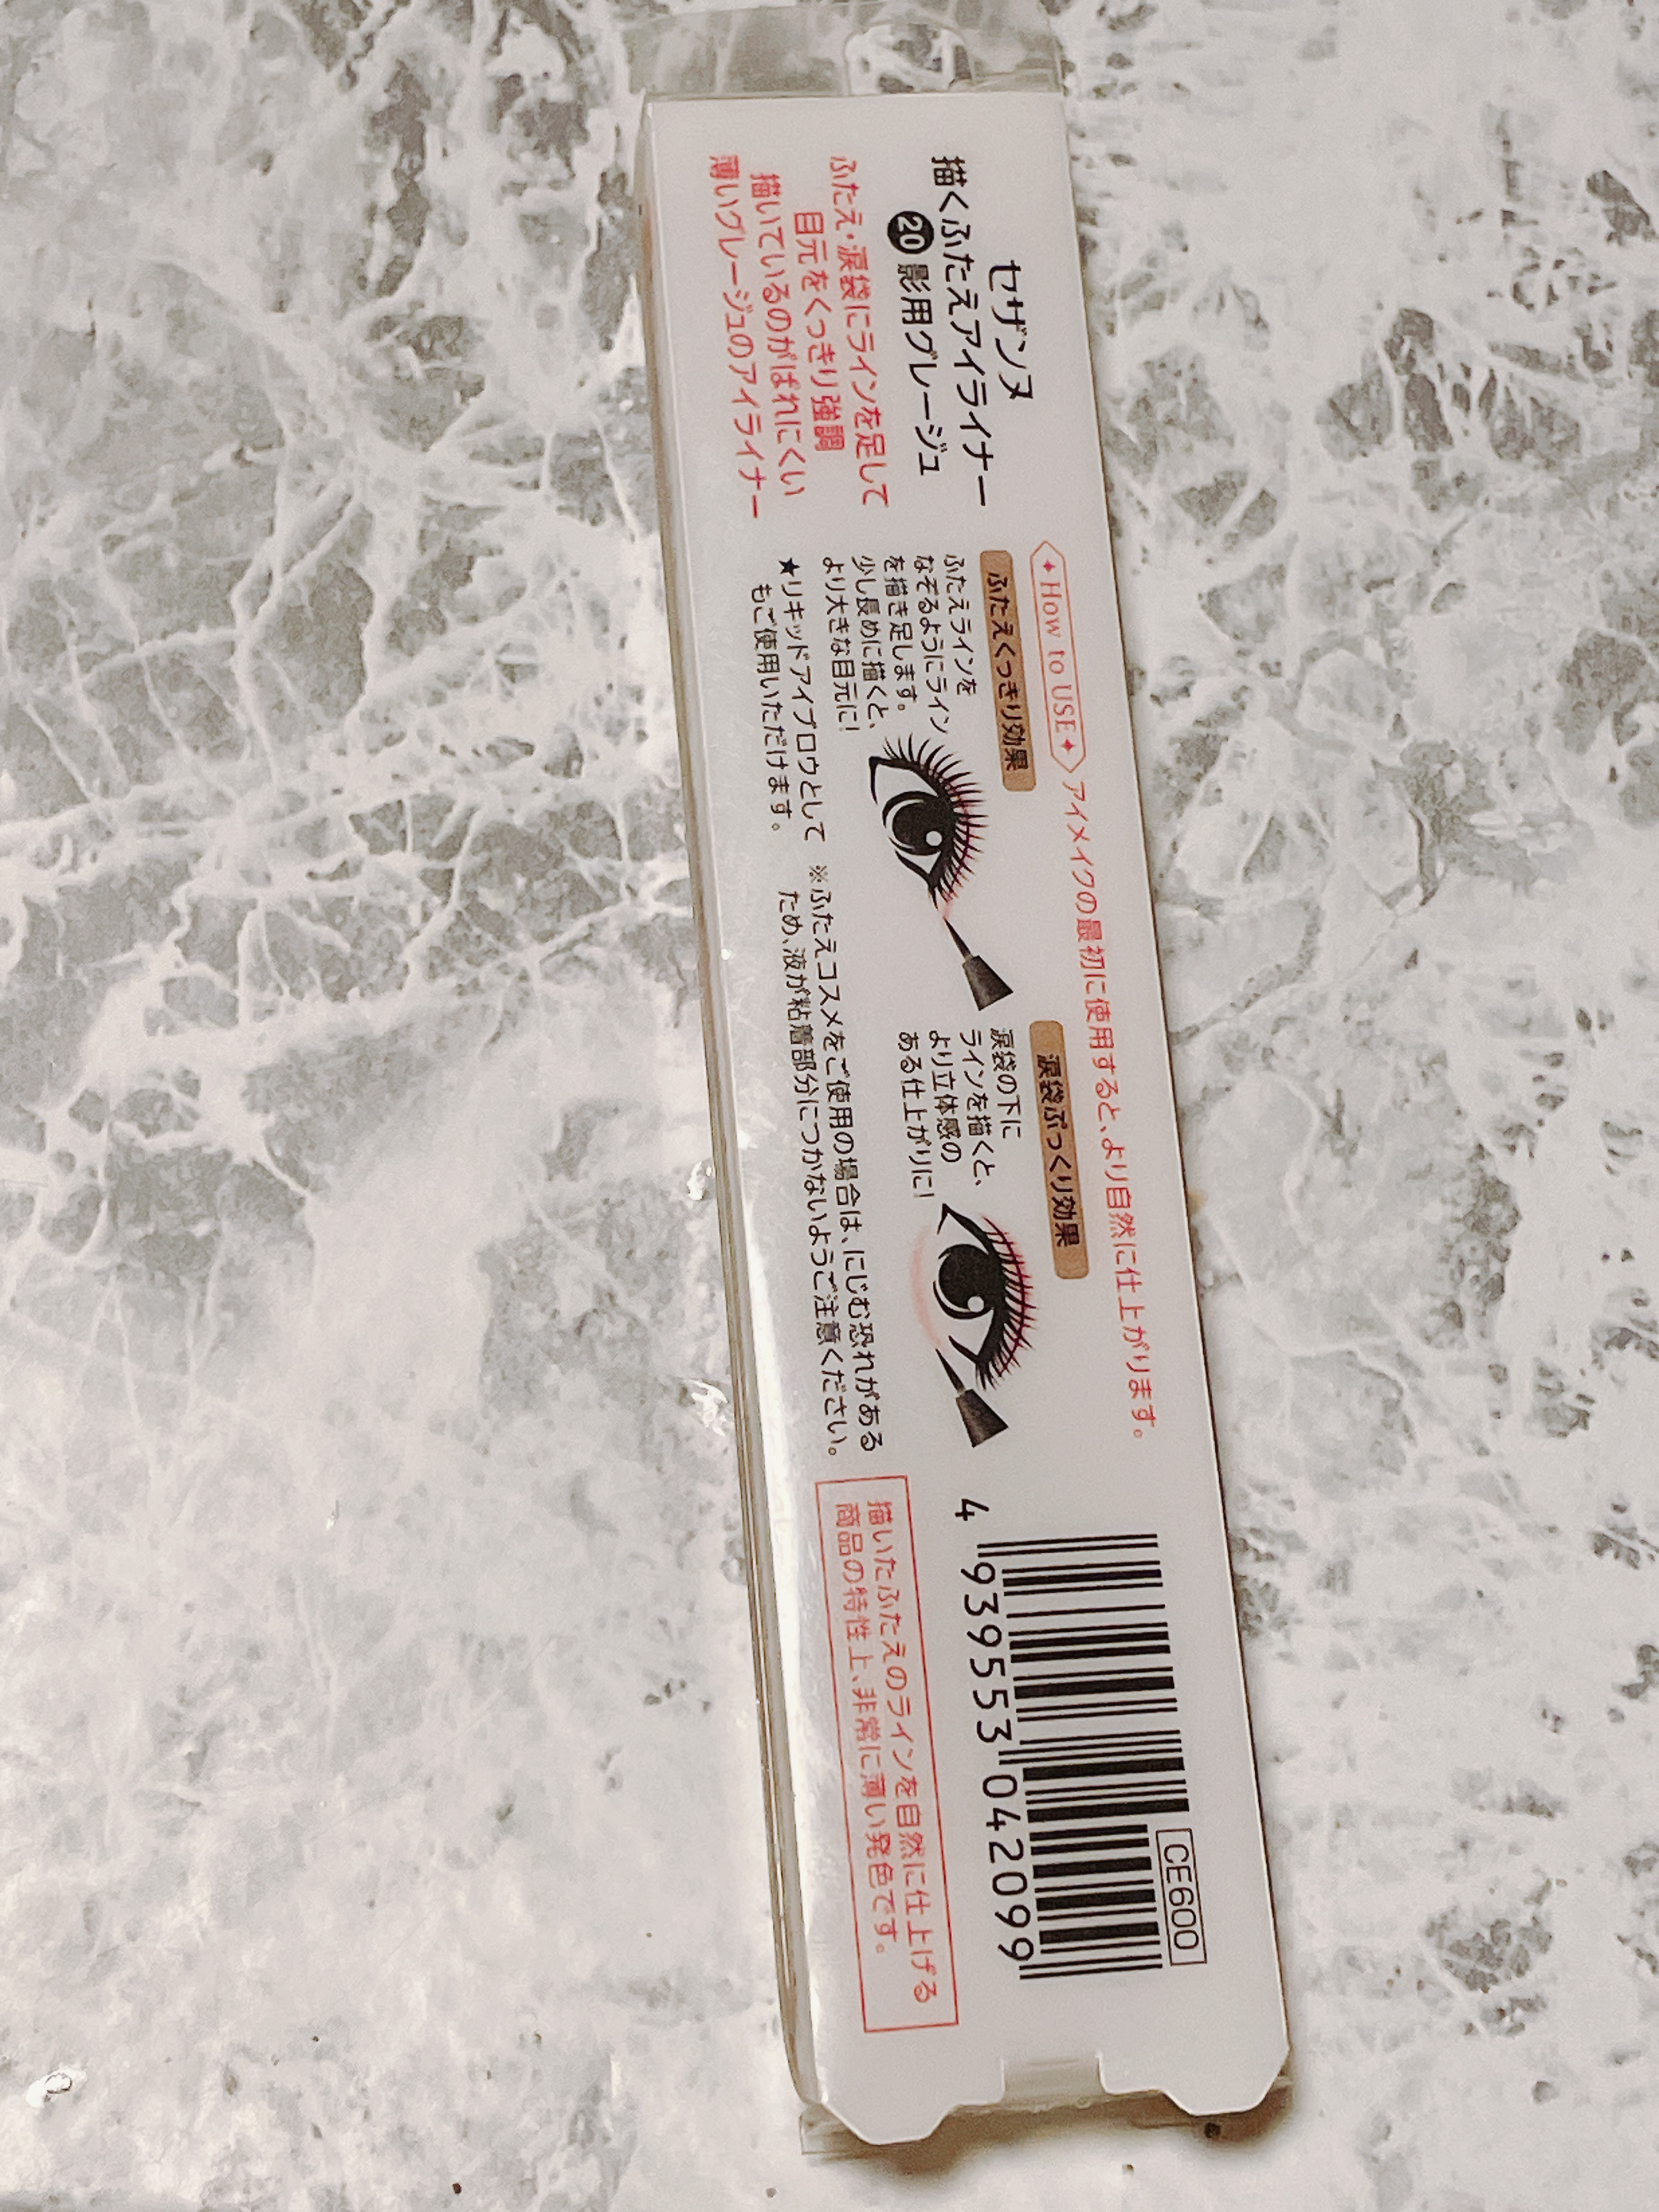 セザンヌ
描くふたえアイライナー
20 影用グレージュ
ふたえ・涙袋にラインを足して
目元をくっきり強調
描いているのがばれにくい
薄いグレージュのアイライナー
How to USE
アイメイクの最初に使用すると、より自然に仕上がります。
ふたえくっきり効果
ふたえラインを
なぞるようにライン
を描き足します。
少し長めに描くと、
より大きな目元に!
★リキッドアイブロウとして
もご使用いただけます。
涙袋ぷっくり効果
涙袋の下に
ラインを描くと、
より立体感の
ある仕上がりに!
※ふたえコスメをご使用の場合は、にじむ恐れがある
ため、液が粘着部分につかないようご注意ください。
CE600
4 939553 042099
描いたふたえのラインを自然に仕上げる
商品の特性上、非常に薄い発色です。